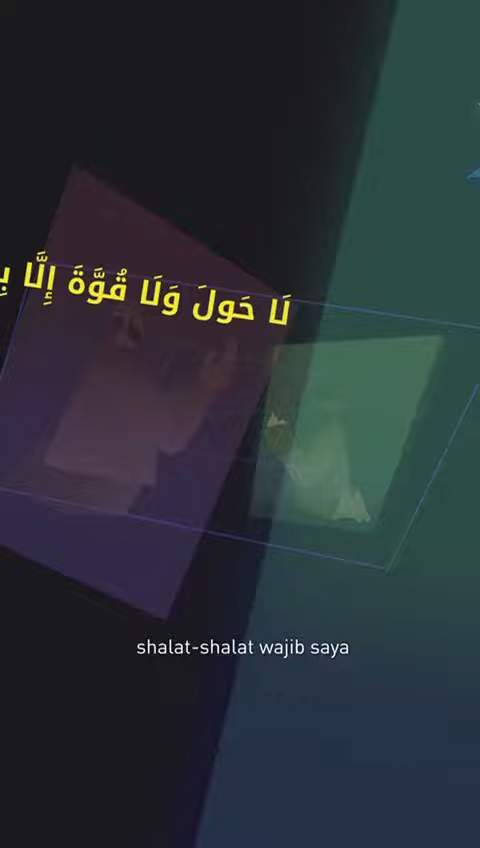 لَا حَولَ وَلَا قُوَّةَ إِلَّا
shalat-shalat wajib saya